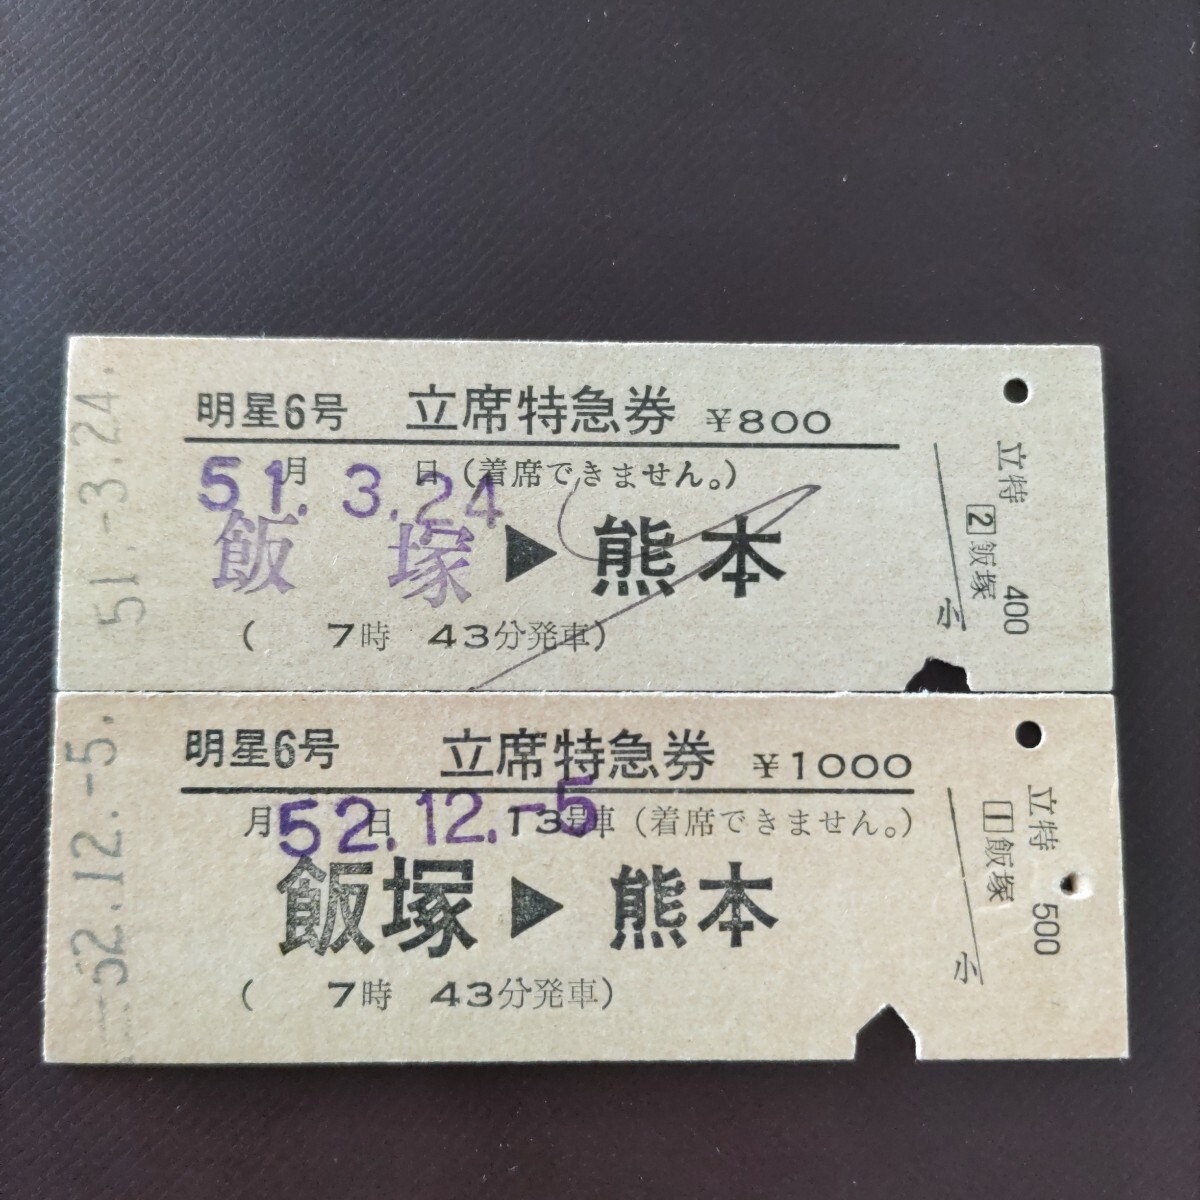 51.-3.24.
明星6号 立席特急券 ¥800
月 日 (着席できません。)
51.3.24
飯塚▶熊本
( 7時 43分発車)
立特 400
2 飯塚
小
52.12.-5.
明星6号 立席特急券 ¥1000
月 日 13号車 (着席できません。)
52.12.-5
飯塚▶熊本
( 7時 43分発車)
立特 500
1 飯塚
小